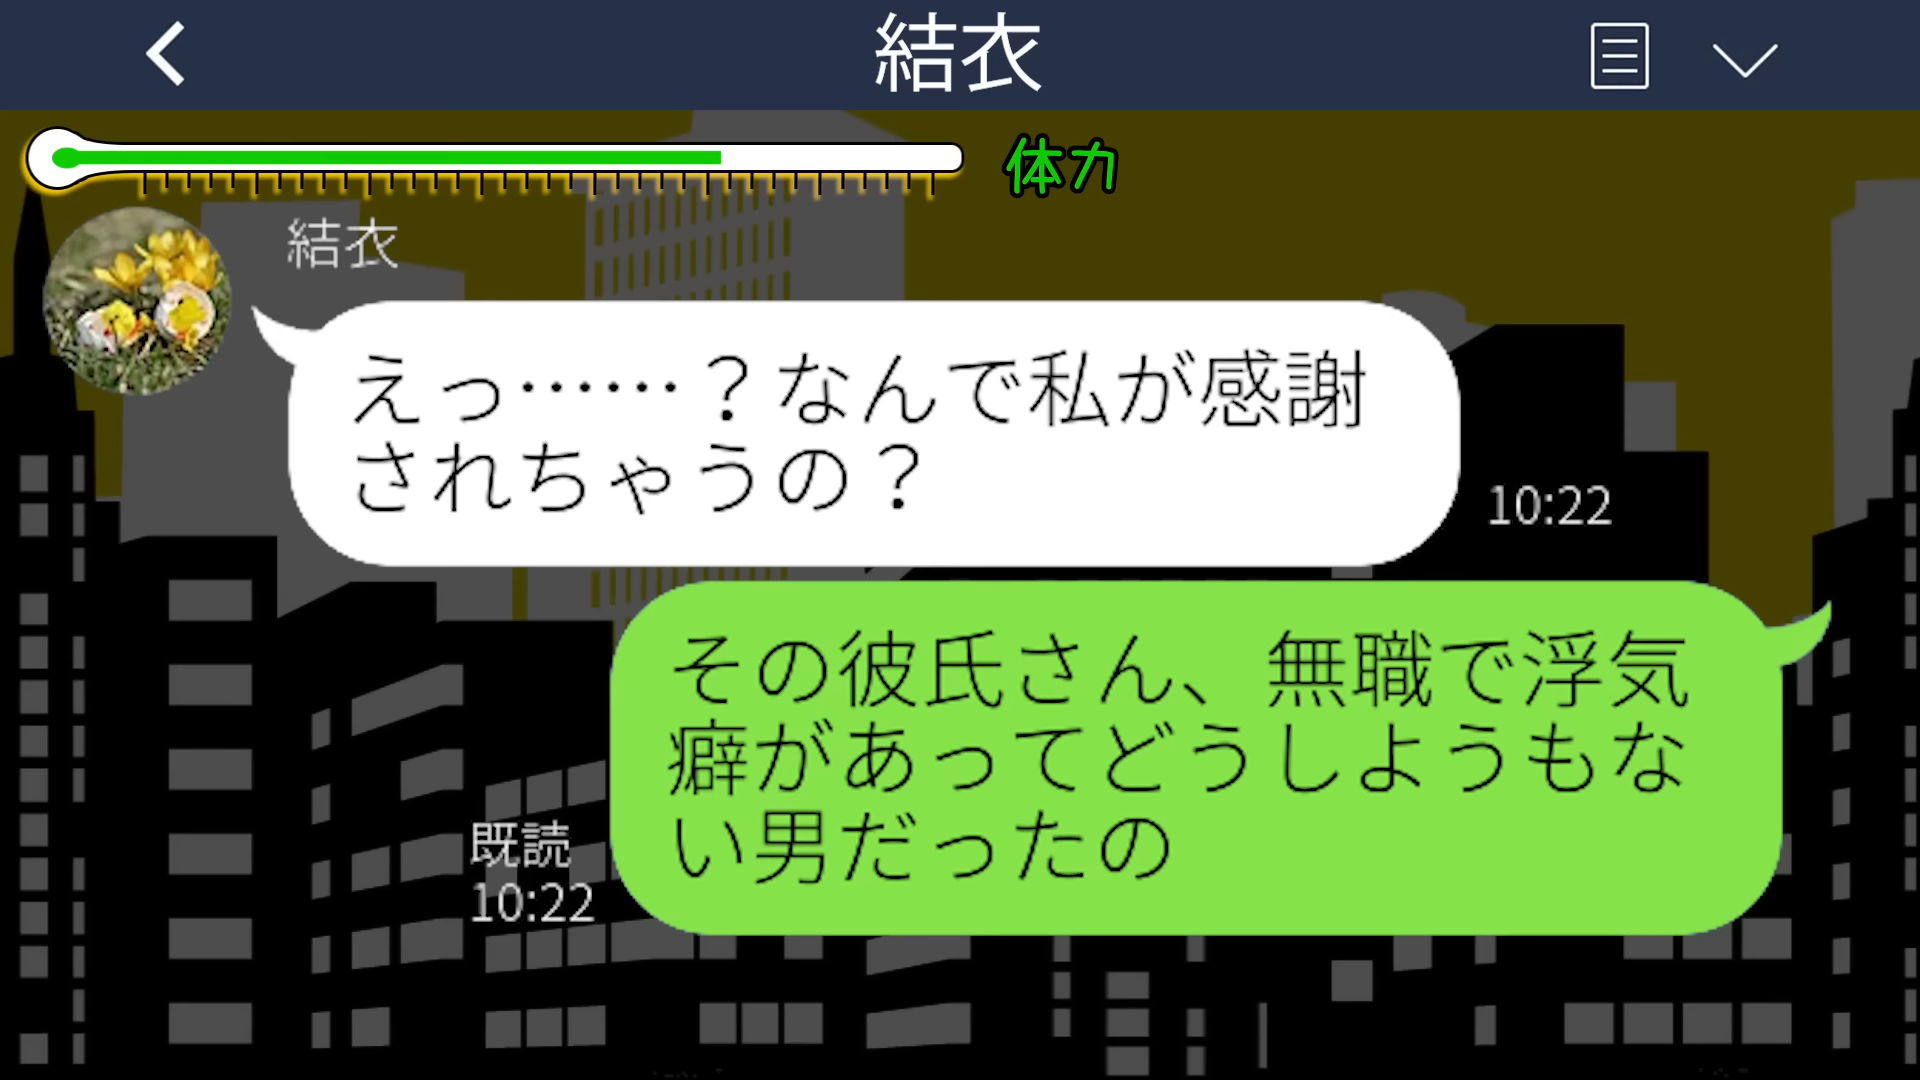 結衣
体力
結衣
えっ……？なんで私が感謝
されちゃうの？
10:22
その彼氏さん、無職で浮気
癖があってどうしようもな
い男だったの
既読
10:22